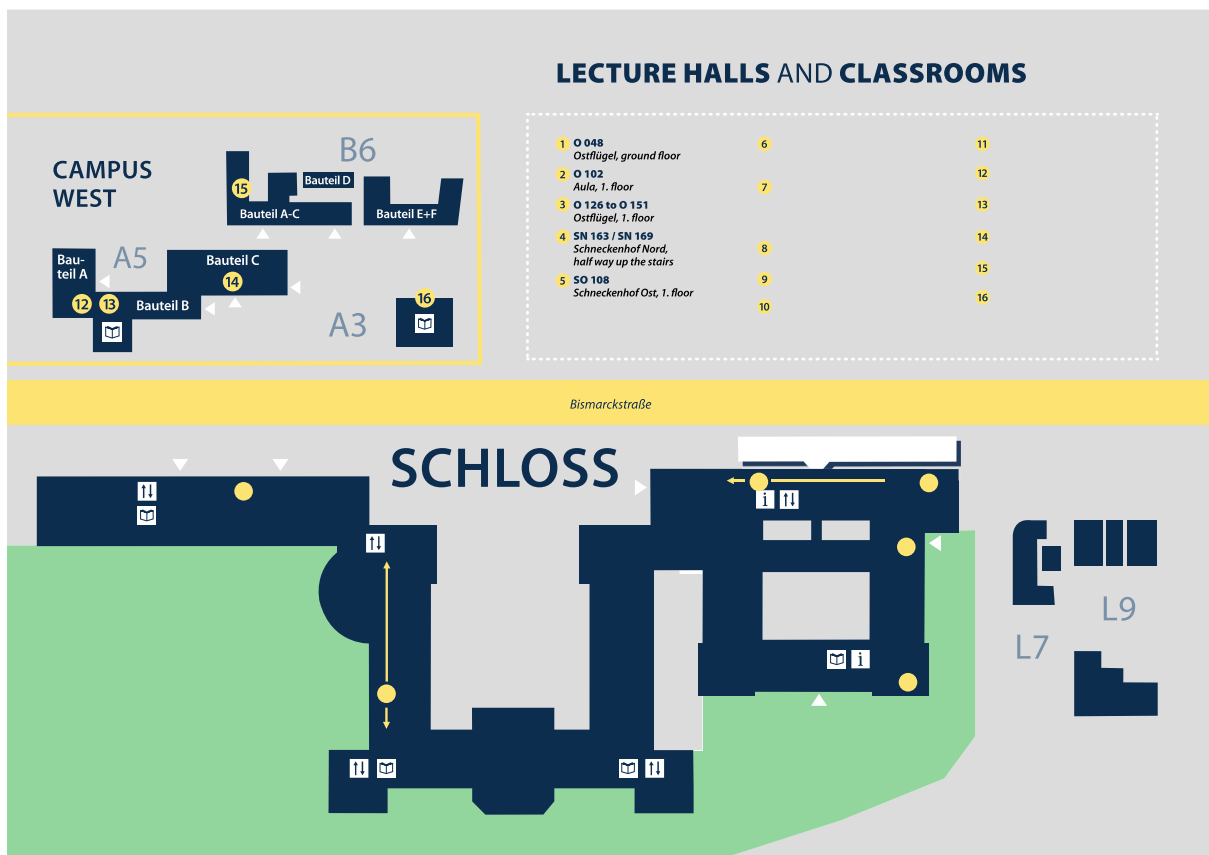 LECTURE HALLS AND CLASSROOMS
1 O 048
Ostflügel, ground floor
2 O 102
Aula, 1. floor
3 O 126 to O 151
Ostflügel, 1. floor
4 SN 163 / SN 169
Schneckenhof Nord,
half way up the stairs
5 SO 108
Schneckenhof Ost, 1. floor
6
7
8
9
10
11
12
13
14
15
16
CAMPUS
WEST
B6
15
Bauteil D
Bauteil A-C
Bauteil E+F
Bau-
teil A
A5
Bauteil C
14
12
13
Bauteil B
A3
16
Bismarckstraße
SCHLOSS
i
i
L7
L9